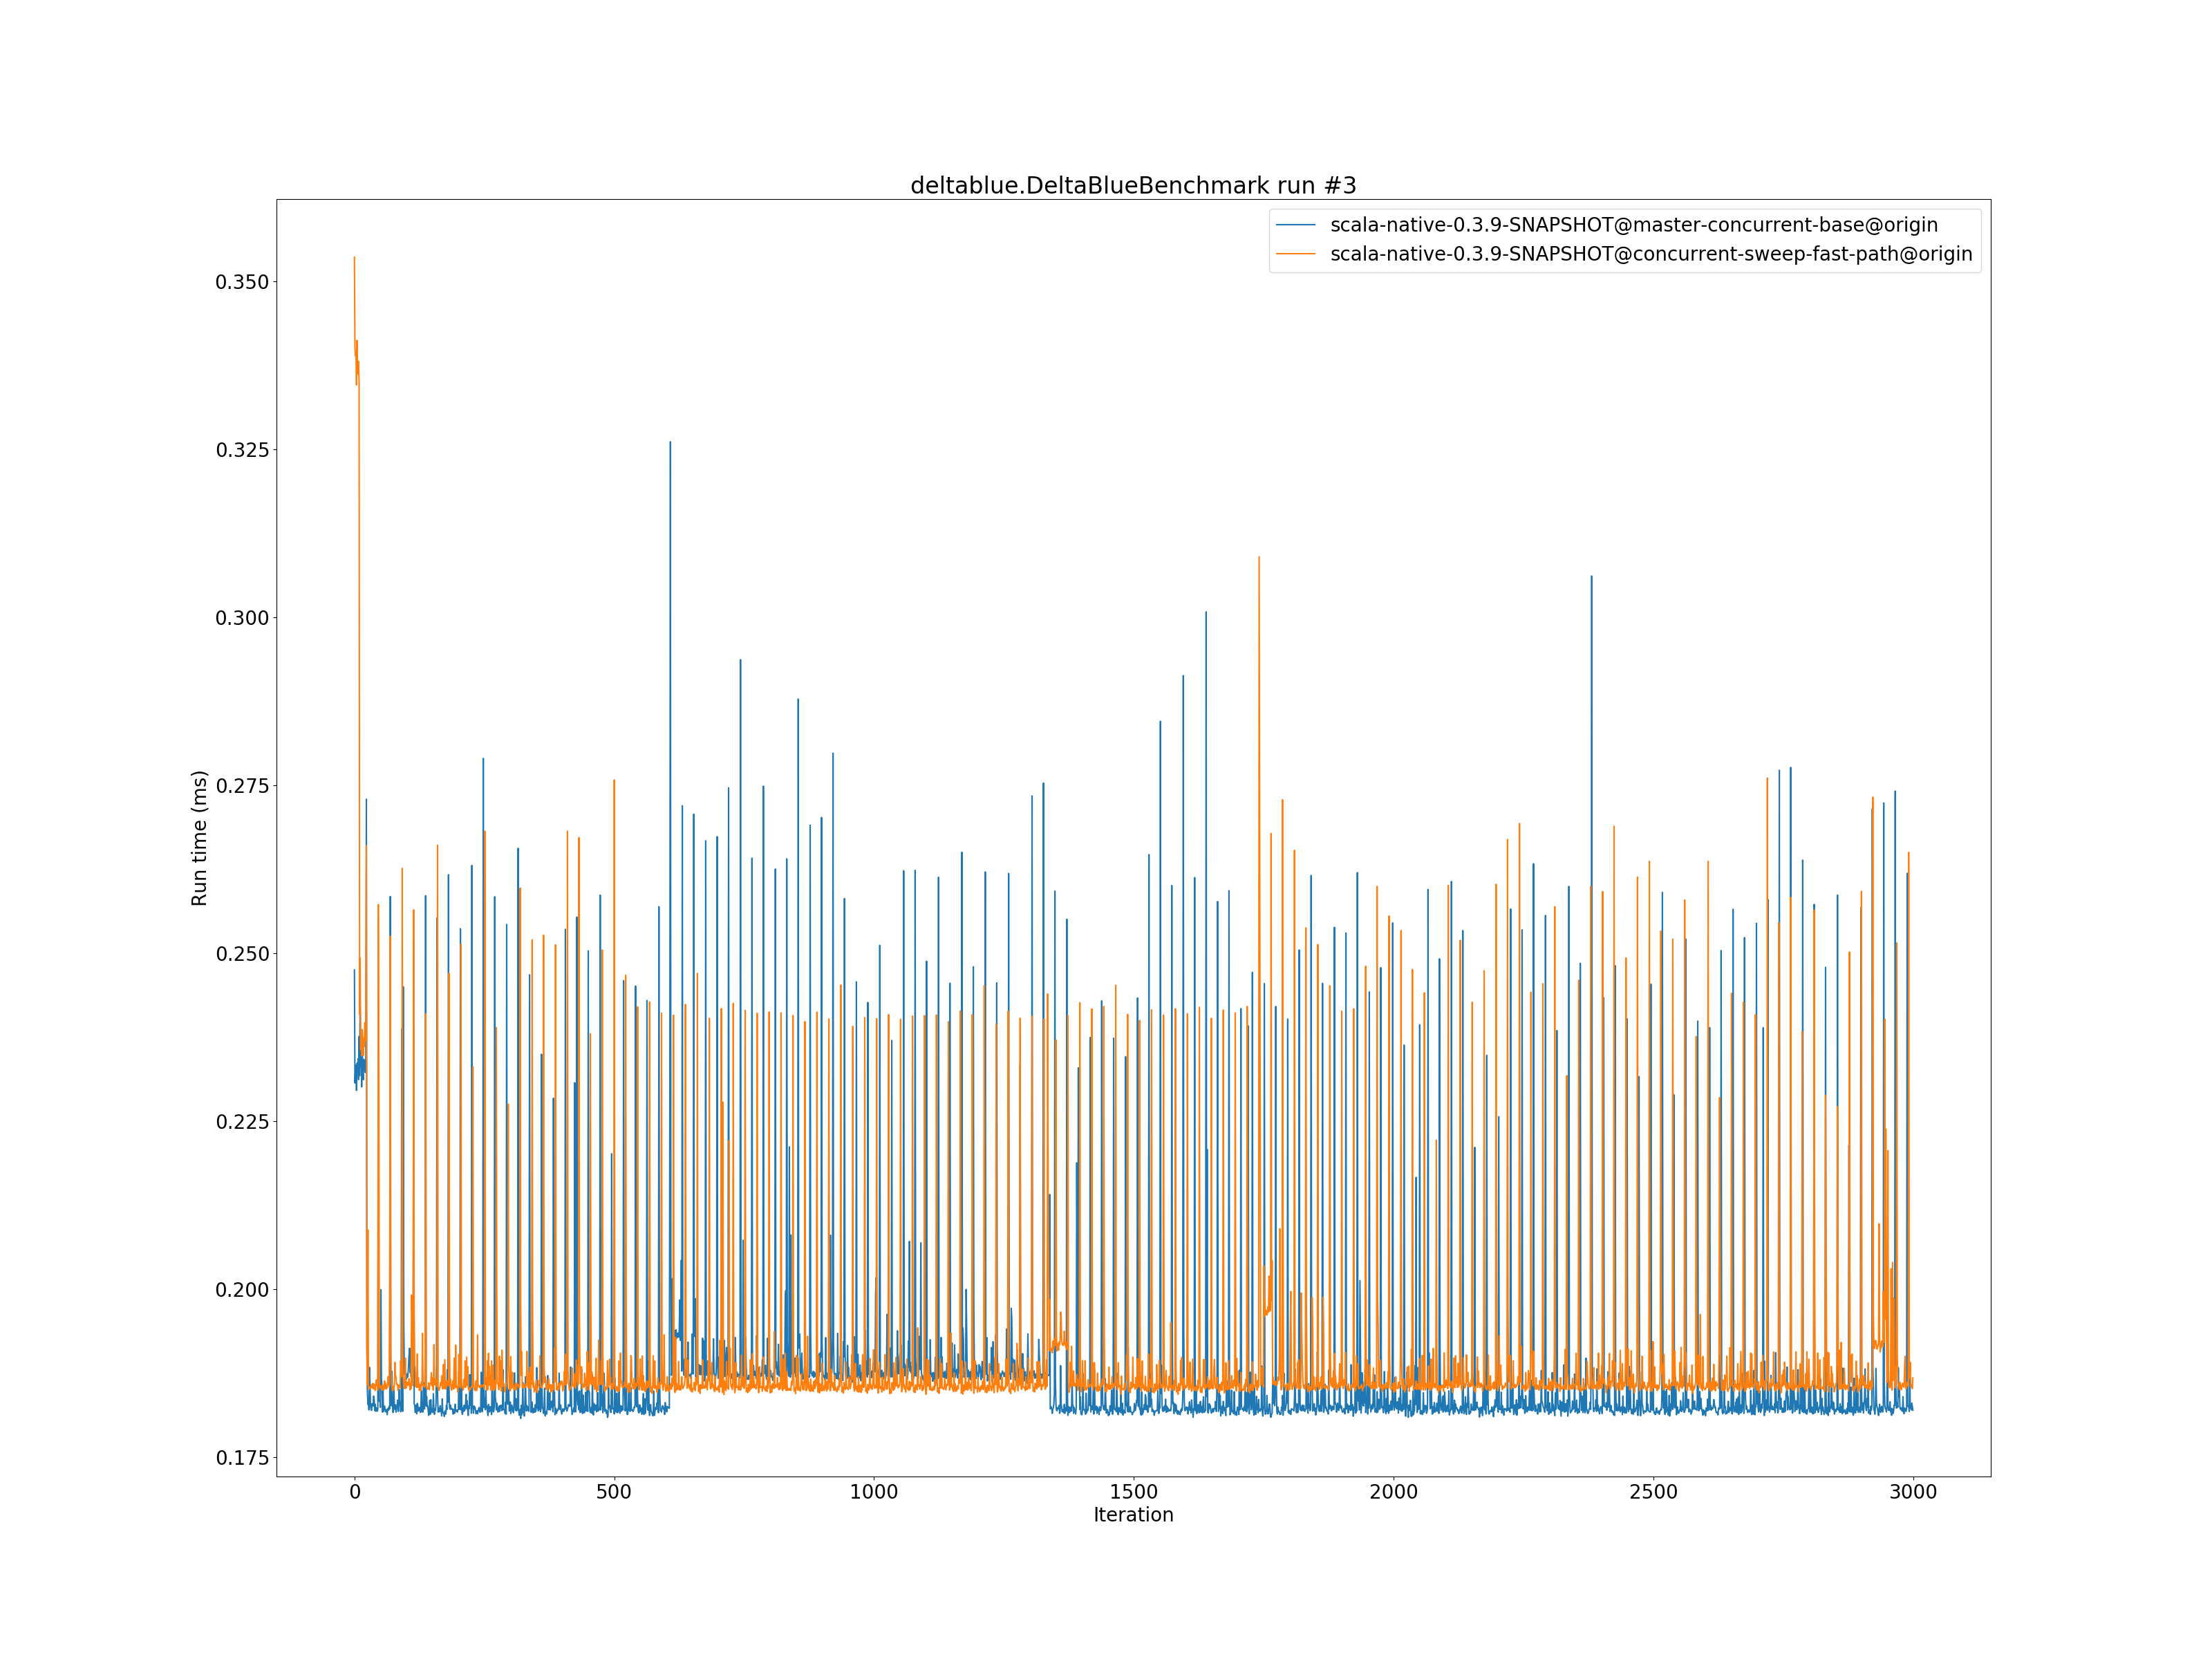 deltablue.DeltaBlueBenchmark run #3
scala-native-0.3.9-SNAPSHOT@master-concurrent-base@origin
scala-native-0.3.9-SNAPSHOT@concurrent-sweep-fast-path@origin
Run time (ms)
0.350
0.325
0.300
0.275
0.250
0.225
0.200
0.175
0 500 1000 1500 2000 2500 3000
Iteration